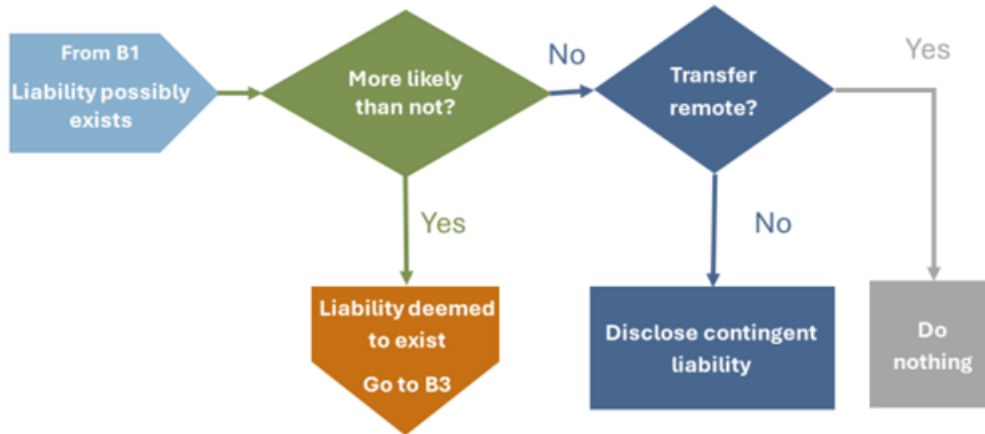 From B1
Liability possibly
exists
More likely
than not?
No
Transfer
remote?
Yes
Yes
No
Liability deemed
to exist
Go to B3
Disclose contingent
liability
Do
nothing